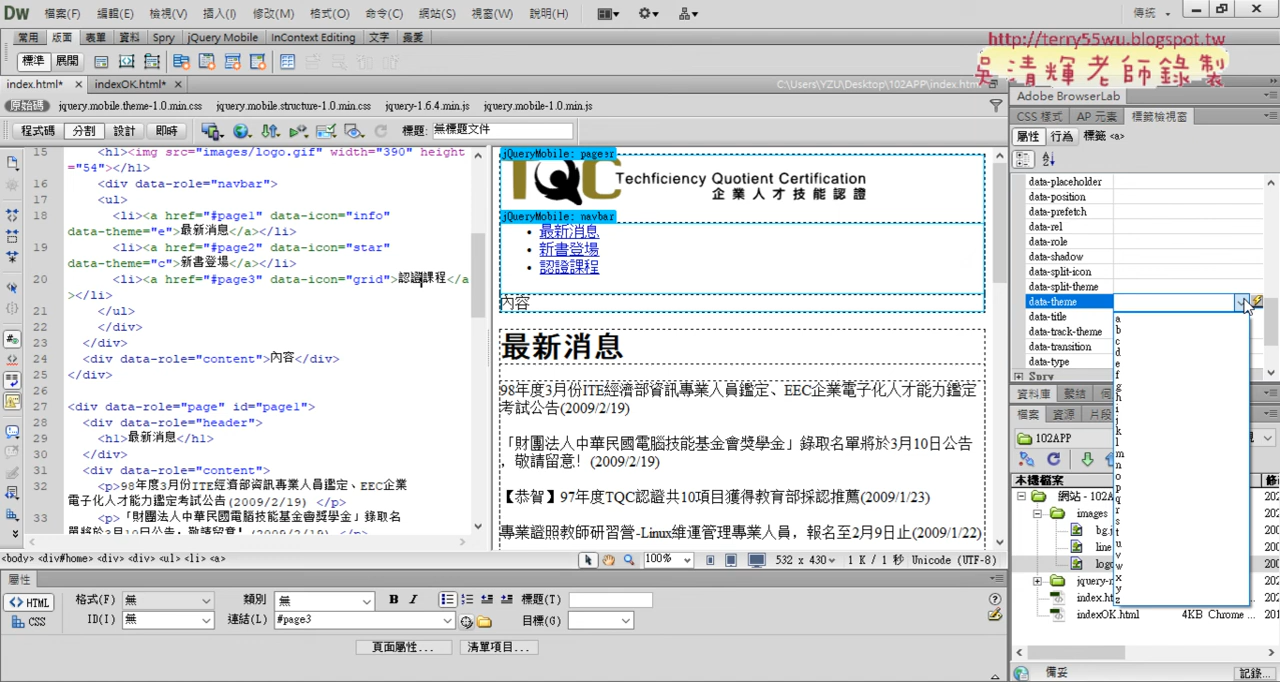 Dw 檔案(F) 編輯(E) 檢視(V) 插入(I) 修改(M) 格式(O) 命令(C) 網站(S) 視窗(W) 說明(H) 傳統
常用 版面 表單 資料 Spry jQuery Mobile InContext Editing 文字 我的最愛
http://terry55wu.blogspot.tw
吳清輝老師錄製
標準 展開
index.html* × indexOK.html* × C:\Users\YZU\Desktop\102APP\index.html
原始碼 jquery.mobile.theme-1.0.min.css jquery.mobile.structure-1.0.min.css jquery-1.6.4.min.js jquery.mobile-1.0.min.js
程式碼 分割 設計 即時 標題: 無標題文件
15 <h1><img src="images/logo.gif" width="390" height
="54"></h1>
16 <div data-role="navbar">
17 <ul>
18 <li><a href="#page1" data-icon="info"
data-theme="e">最新消息</a></li>
19 <li><a href="#page2" data-icon="star"
data-theme="c">新書登場</a></li>
20 <li><a href="#page3" data-icon="grid">認證課程</a
></li>
21 </ul>
22 </div>
23 </div>
24 <div data-role="content">內容</div>
25 </div>
26
27 <div data-role="page" id="page1">
28 <div data-role="header">
29 <h1>最新消息</h1>
30 </div>
31 <div data-role="content">
32 <p>98年度3月份ITE經濟部資訊專業人員鑑定、EEC企業
電子化人才能力鑑定考試公告(2009/2/19) </p>
33 <p>「財團法人中華民國電腦技能基金會獎學金」錄取名
單將於3月10日公告，敬請留意! (2009/2/19)
jQueryMobile: page
TQC Techficiency Quotient Certification
企業人才技能認證
jQueryMobile: navbar
• 最新消息
• 新書登場
• 認證課程
內容
最新消息
98年度3月份ITE經濟部資訊專業人員鑑定、EEC企業電子化人才能力鑑定
考試公告(2009/2/19)
「財團法人中華民國電腦技能基金會獎學金」錄取名單將於3月10日公告
，敬請留意! (2009/2/19)
【恭賀】97年度TQC認證共10項目獲得教育部採認推薦(2009/1/23)
專業證照教師研習營-Linux維運管理專業人員，報名至2月9日止(2009/1/22)
<body> <div#home> <div> <div> <ul> <li> <a>
100% 532 x 430 1 K / 1 秒 Unicode (UTF-8)
屬性
<> HTML 格式(F) 無 類別 無 B I 標題(T)
CSS ID(I) 無 連結(L) #page3 目標(G)
頁面屬性... 清單項目...
Adobe BrowserLab
CSS 樣式 AP 元素 標籤檢視窗
屬性 行為 標籤 <a>
data-placeholder
data-position
data-prefetch
data-rel
data-role
data-shadow
data-split-icon
data-split-theme
data-theme
data-title
data-track-theme
data-transition
data-type
Spry
a
b
c
d
e
f
g
h
i
j
k
l
m
n
o
p
q
r
s
t
u
v
w
x
y
z
資料庫 繫結
檔案 資源 片段
102APP
本機檔案
網站 - 102A
images
bg.j
line
logo
jquery-
index.h
indexOK.html 4KB Chrome ...
備妥 記錄...